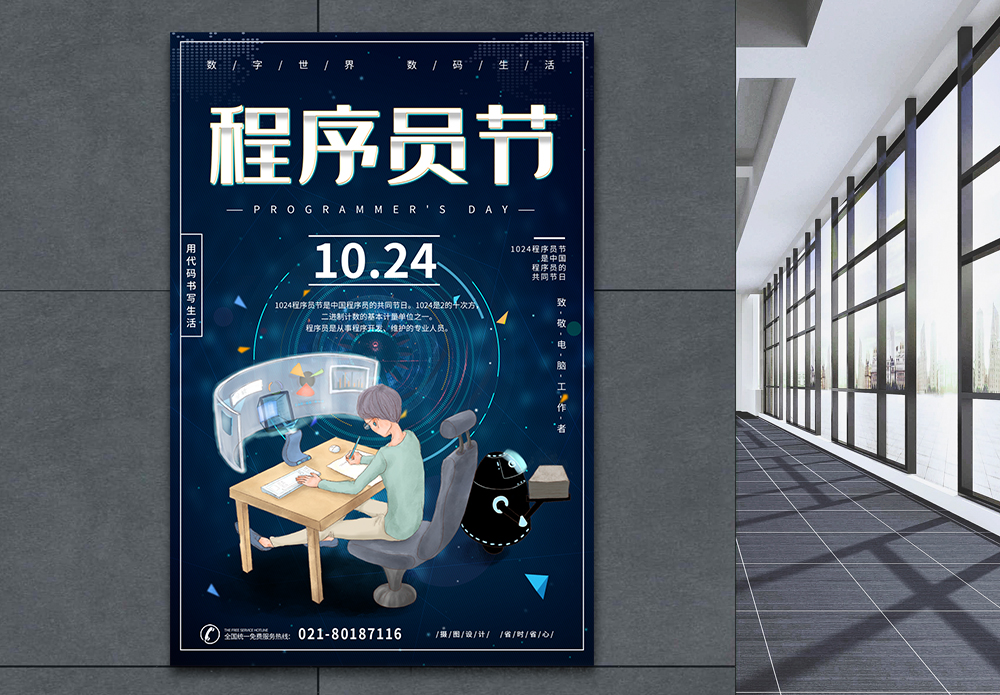 数/字/世/界 数/码/生/活
程序员节
PROGRAMMER'S DAY
用代码书写生活
10.24
1024程序员节
是中国
程序员的
共同节日
1024程序员节是中国程序员的共同节日。1024是2的十次方,
二进制计数的基本计量单位之一。
程序员是从事程序开发、维护的专业人员。
致-敬-电-脑-工-作-者
THE FREE SERVICE HOTLINE
全国统一免费服务热线: 021-80187116
/摄/图/设/计/ /省/时/省/心/